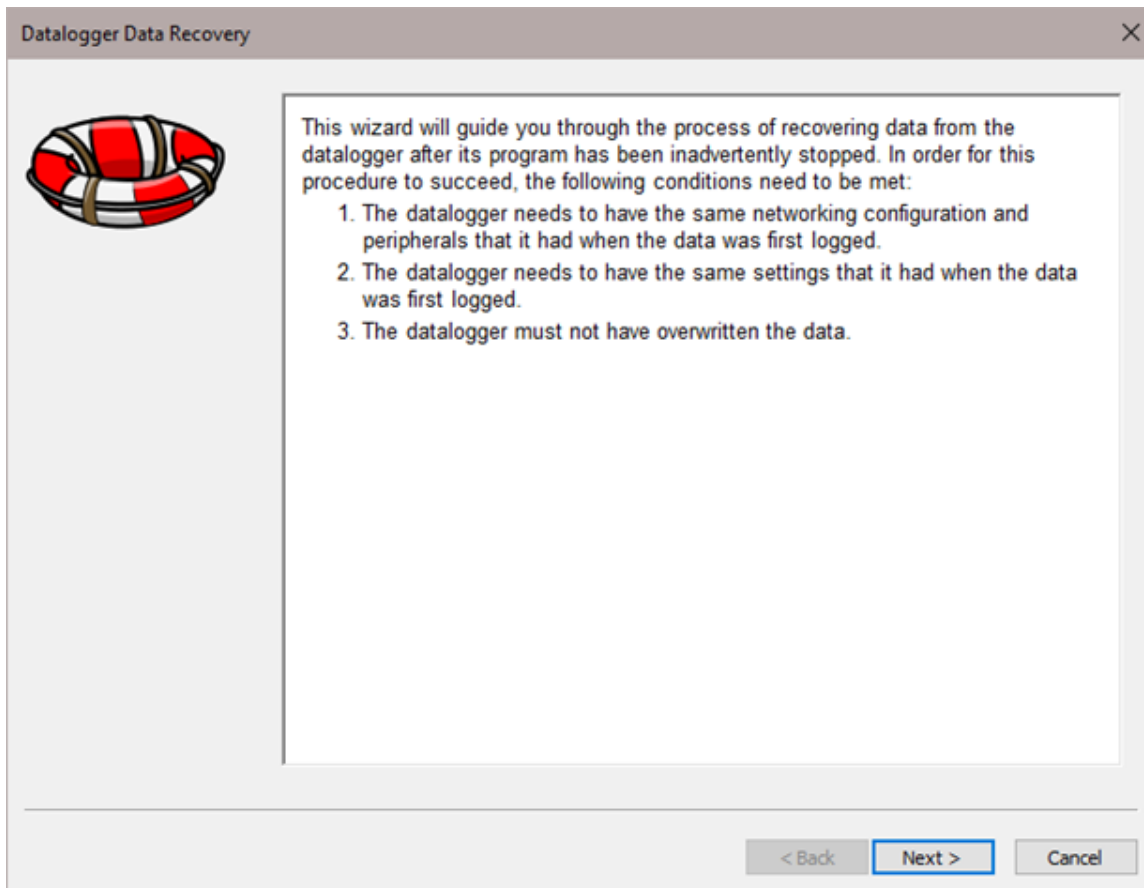 Datalogger Data Recovery
This wizard will guide you through the process of recovering data from the
datalogger after its program has been inadvertently stopped. In order for this
procedure to succeed, the following conditions need to be met:
1. The datalogger needs to have the same networking configuration and
peripherals that it had when the data was first logged.
2. The datalogger needs to have the same settings that it had when the data
was first logged.
3. The datalogger must not have overwritten the data.
< Back Next > Cancel